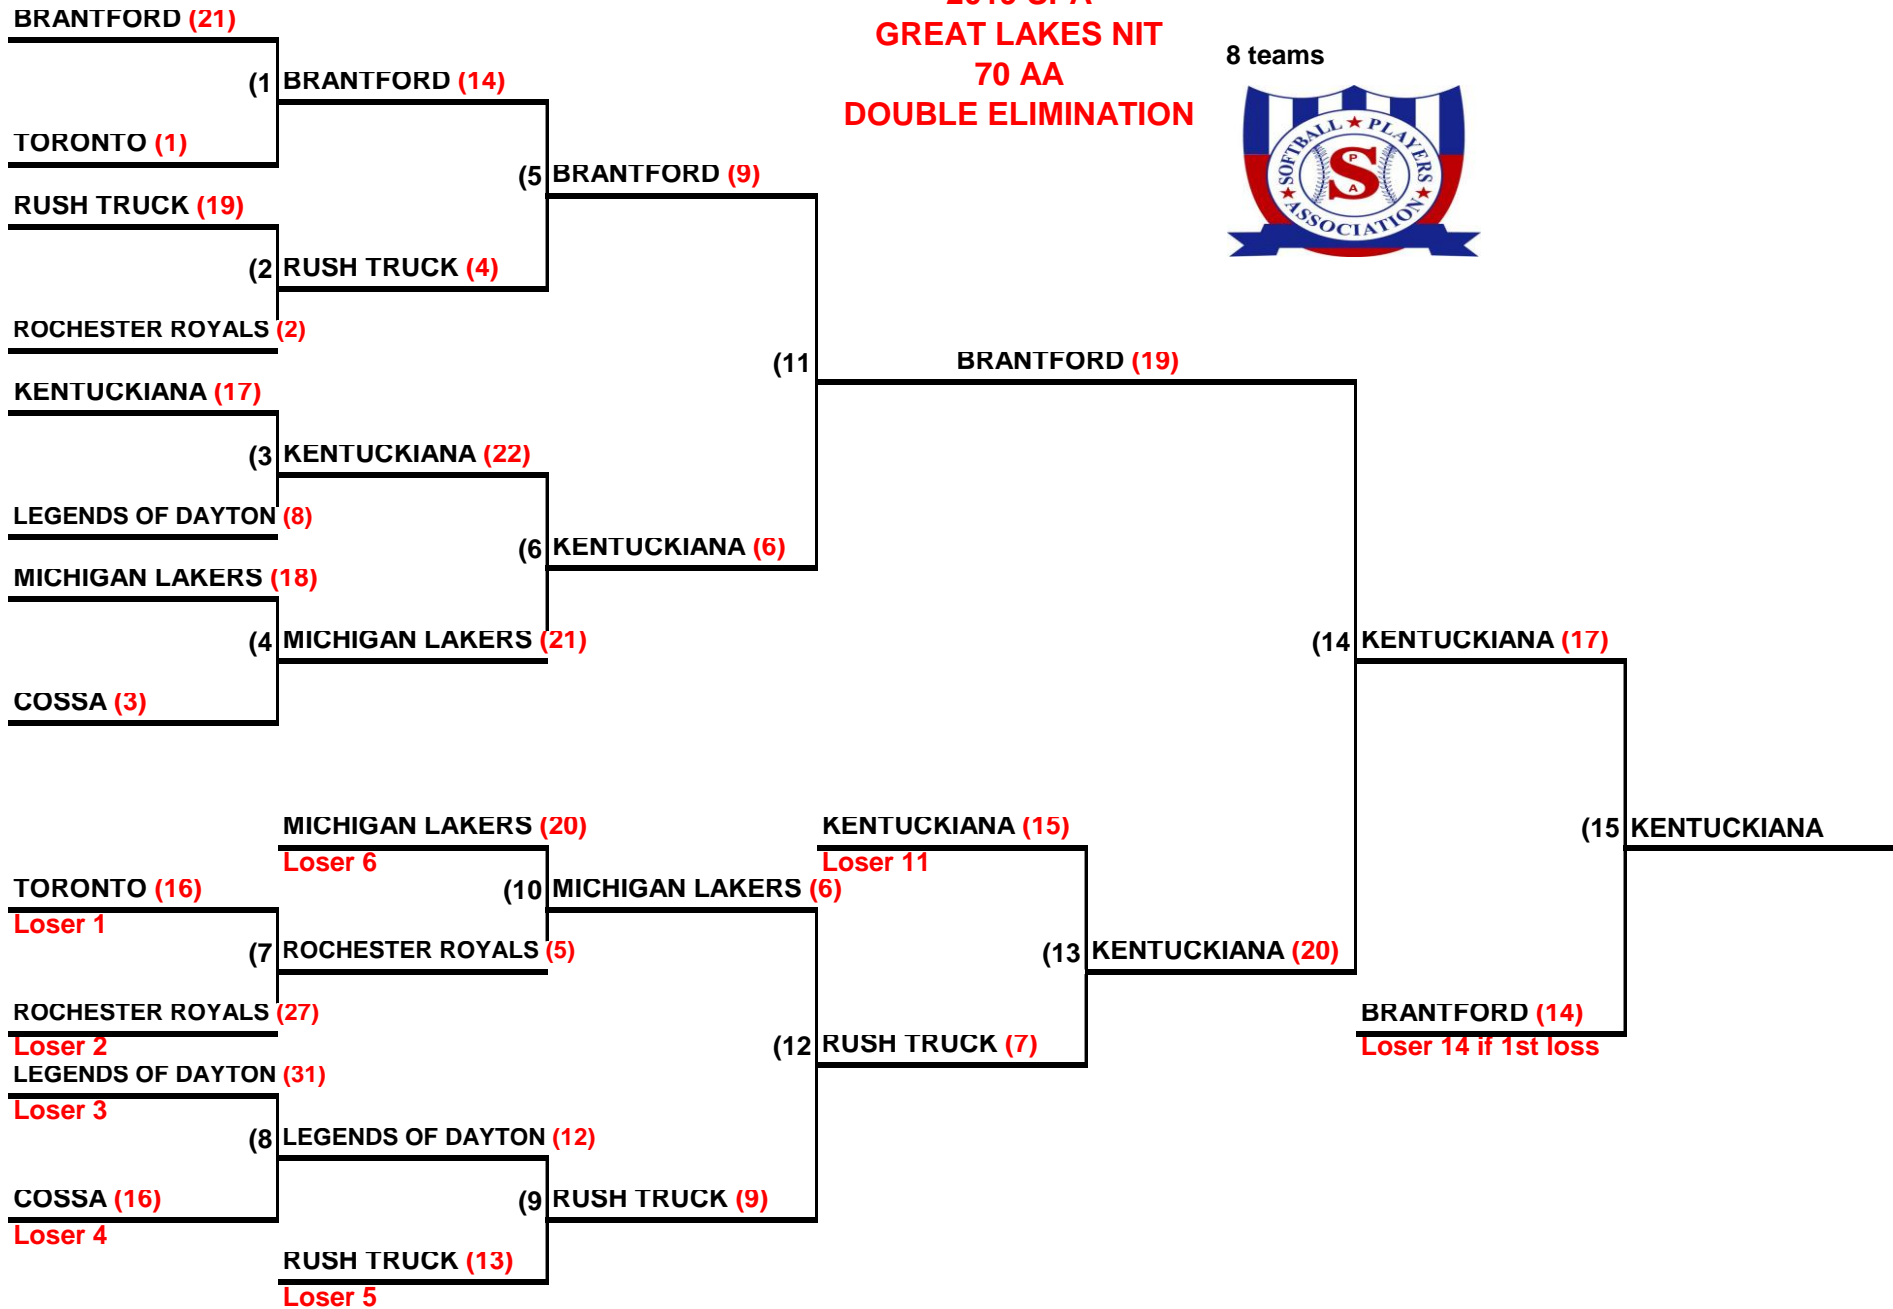 GREAT LAKES NIT
70 AA
DOUBLE ELIMINATION
8 teams
SOFTBALL ★ PLAYERS ★ ASSOCIATION ★
S
P
A
BRANTFORD (21)
(1 BRANTFORD (14)
TORONTO (1)
(5 BRANTFORD (9)
RUSH TRUCK (19)
(2 RUSH TRUCK (4)
ROCHESTER ROYALS (2)
(11 BRANTFORD (19)
KENTUCKIANA (17)
(3 KENTUCKIANA (22)
LEGENDS OF DAYTON (8)
(6 KENTUCKIANA (6)
MICHIGAN LAKERS (18)
(4 MICHIGAN LAKERS (21)
(14 KENTUCKIANA (17)
COSSA (3)
MICHIGAN LAKERS (20)
Loser 6
KENTUCKIANA (15)
Loser 11
(15 KENTUCKIANA
TORONTO (16)
Loser 1
(10 MICHIGAN LAKERS (6)
(7 ROCHESTER ROYALS (5)
(13 KENTUCKIANA (20)
ROCHESTER ROYALS (27)
Loser 2
BRANTFORD (14)
Loser 14 if 1st loss
(12 RUSH TRUCK (7)
LEGENDS OF DAYTON (31)
Loser 3
(8 LEGENDS OF DAYTON (12)
COSSA (16)
Loser 4
(9 RUSH TRUCK (9)
RUSH TRUCK (13)
Loser 5